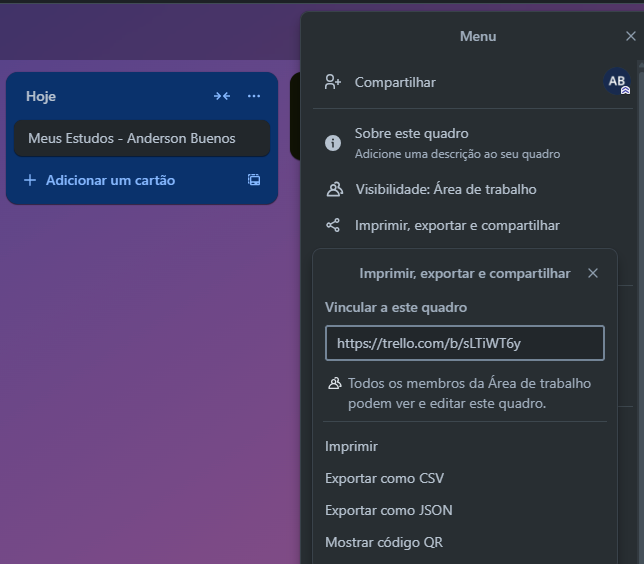 Menu
Hoje
Meus Estudos - Anderson Buenos
Adicionar um cartão
Compartilhar
AB
Sobre este quadro
Adicione uma descrição ao seu quadro
Visibilidade: Área de trabalho
Imprimir, exportar e compartilhar
Imprimir, exportar e compartilhar
Vincular a este quadro
https://trello.com/b/sLTiWT6y
Todos os membros da Área de trabalho
podem ver e editar este quadro.
Imprimir
Exportar como CSV
Exportar como JSON
Mostrar código QR